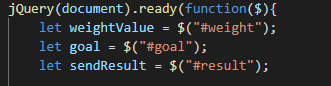 jQuery(document).ready(function($){
let weightValue = $("#weight");
let goal = $("#goal");
let sendResult = $("#result");